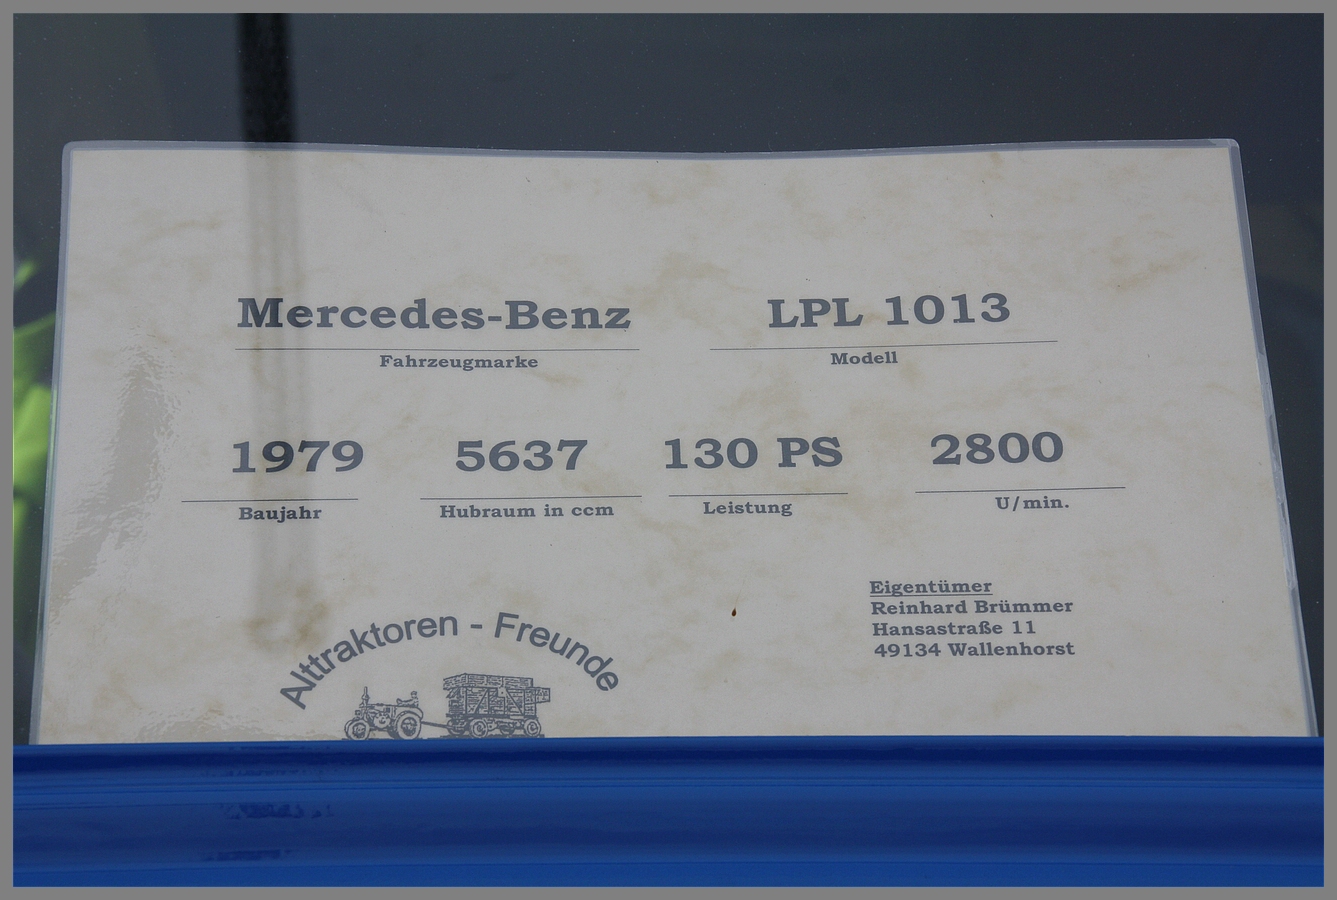 Mercedes-Benz LPL 1013
Fahrzeugmarke Modell
1979 5637 130 PS 2800
Baujahr Hubraum in ccm Leistung U/min.
Eigentümer
Reinhard Brümmer
Hansastraße 11
49134 Wallenhorst
Alttraktoren - Freunde